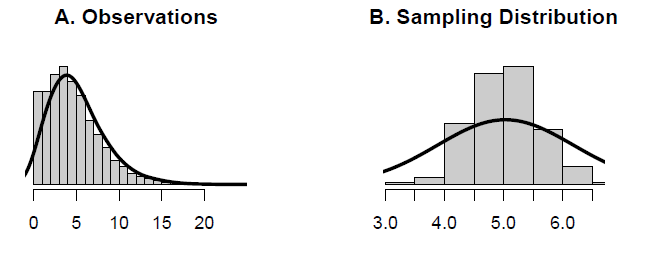 A. Observations
B. Sampling Distribution
0 5 10 15 20
3.0 4.0 5.0 6.0